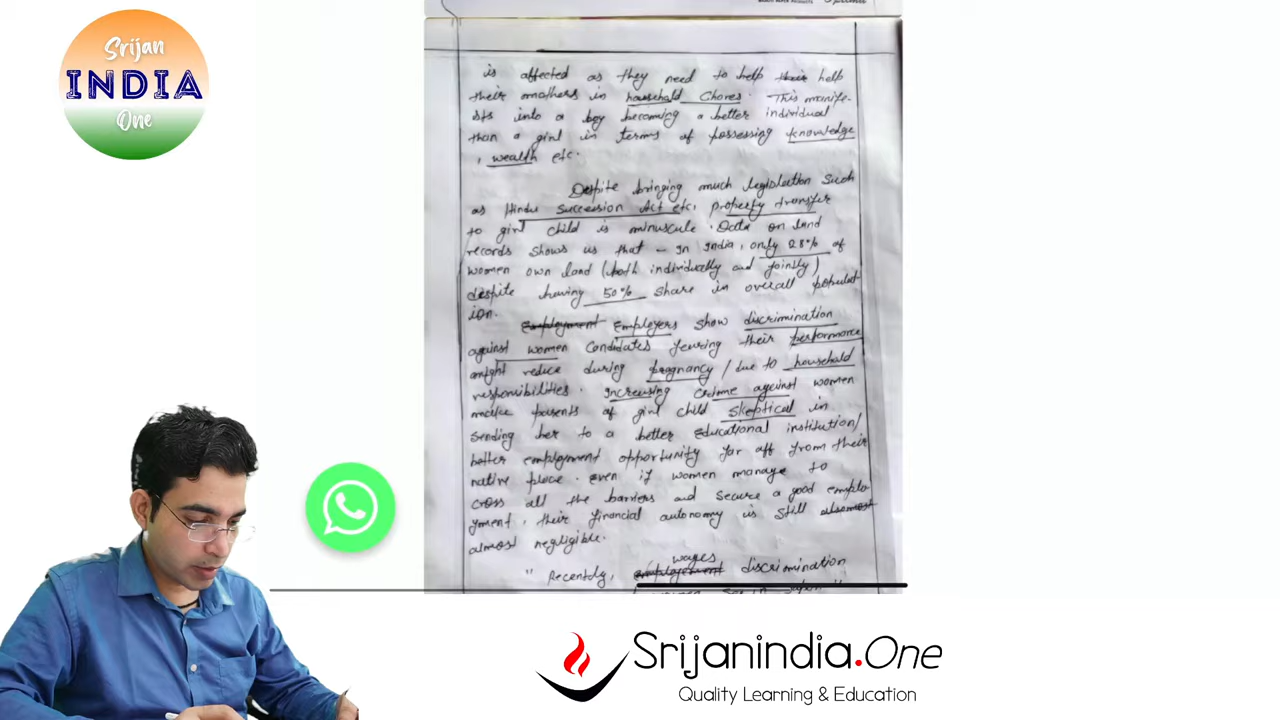 Srijan
INDIA
One
is affected as they need to help their help
their mothers in household chores. This manife-
sts into a boy becoming a better individual
than a girl in terms of possessing knowledge
, wealth etc.
Despite bringing much legislation such
as Hindu Succession Act etc, property transfer
to girl child is minuscule. Data on land
records shows us that - In India, only 28% of
women own land (both individually and jointly)
despite having 50% share in overall populat
ion.
Employment Employers show discrimination
against women candidates fearing their performance
might reduce during pregnancy / due to household
responsibilities. Increasing crime against women
make parents of girl child skeptical in
sending her to a better educational institution/
better employment opportunity far off from their
native place. Even if women manage to
cross all the barriers and secure a good emplo
yment, their financial autonomy is still
almost negligible.
wages
" Recently, employement discrimination
Srijanindia.One
Quality Learning & Education